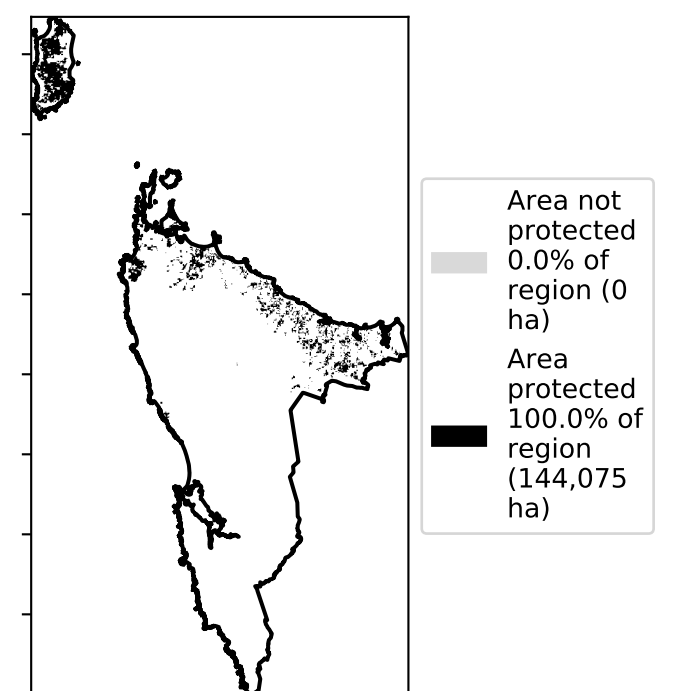 Area not
protected
0.0% of
region (0
ha)
Area
protected
100.0% of
region
(144,075
ha)